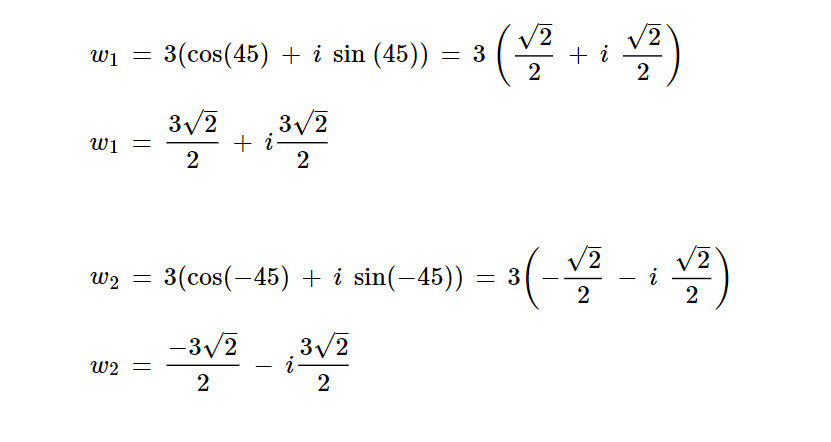 w₁ = 3(cos(45) + i sin (45)) = 3 (√2/2 + i √2/2)
w₁ = 3√2/2 + i 3√2/2
w₂ = 3(cos(−45) + i sin(−45)) = 3(−√2/2 − i √2/2)
w₂ = −3√2/2 − i 3√2/2